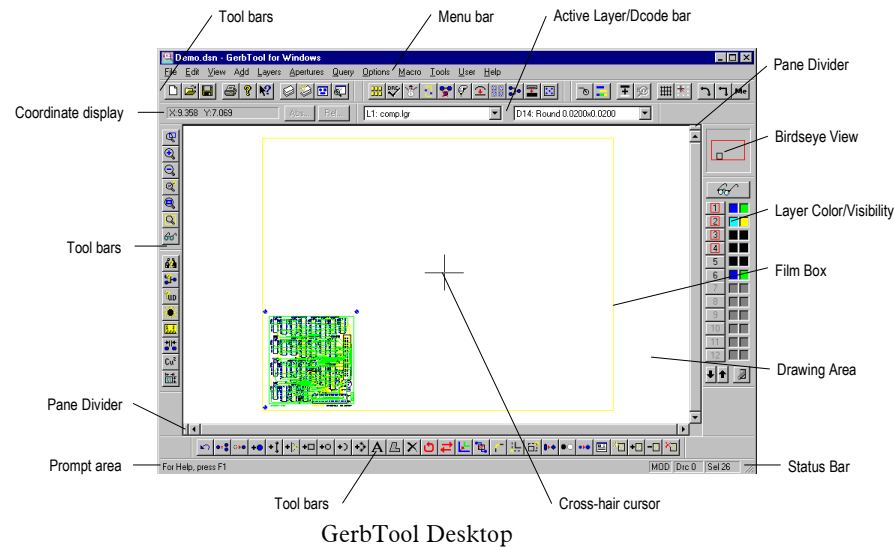 Tool bars
Menu bar
Active Layer/Dcode bar
Pane Divider
Demo.dsn - GerbTool for Windows
File Edit View Add Layers Apertures Query Options Macro Tools User Help
DRC
Me
Coordinate display
X:9.358 Y:7.069
Abs...
Rel...
L1: comp.lgr
D14: Round 0.0200x0.0200
Birdseye View
Layer Color/Visibility
1
2
3
4
5
6
7
8
9
10
11
12
Tool bars
UD
Cu²
Film Box
Drawing Area
Pane Divider
A
Prompt area
For Help, press F1
MOD Drc 0 Sel 26
Status Bar
Tool bars
Cross-hair cursor
GerbTool Desktop